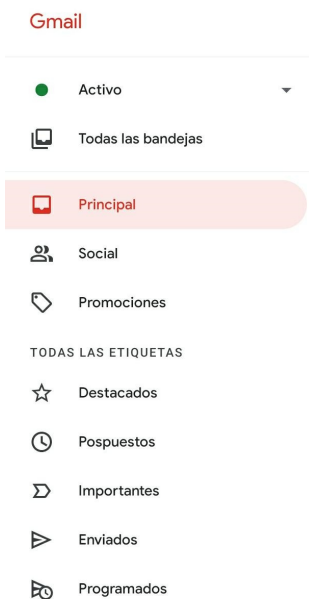 Gmail
Activo
Todas las bandejas
Principal
Social
Promociones
TODAS LAS ETIQUETAS
Destacados
Pospuestos
Importantes
Enviados
Programados